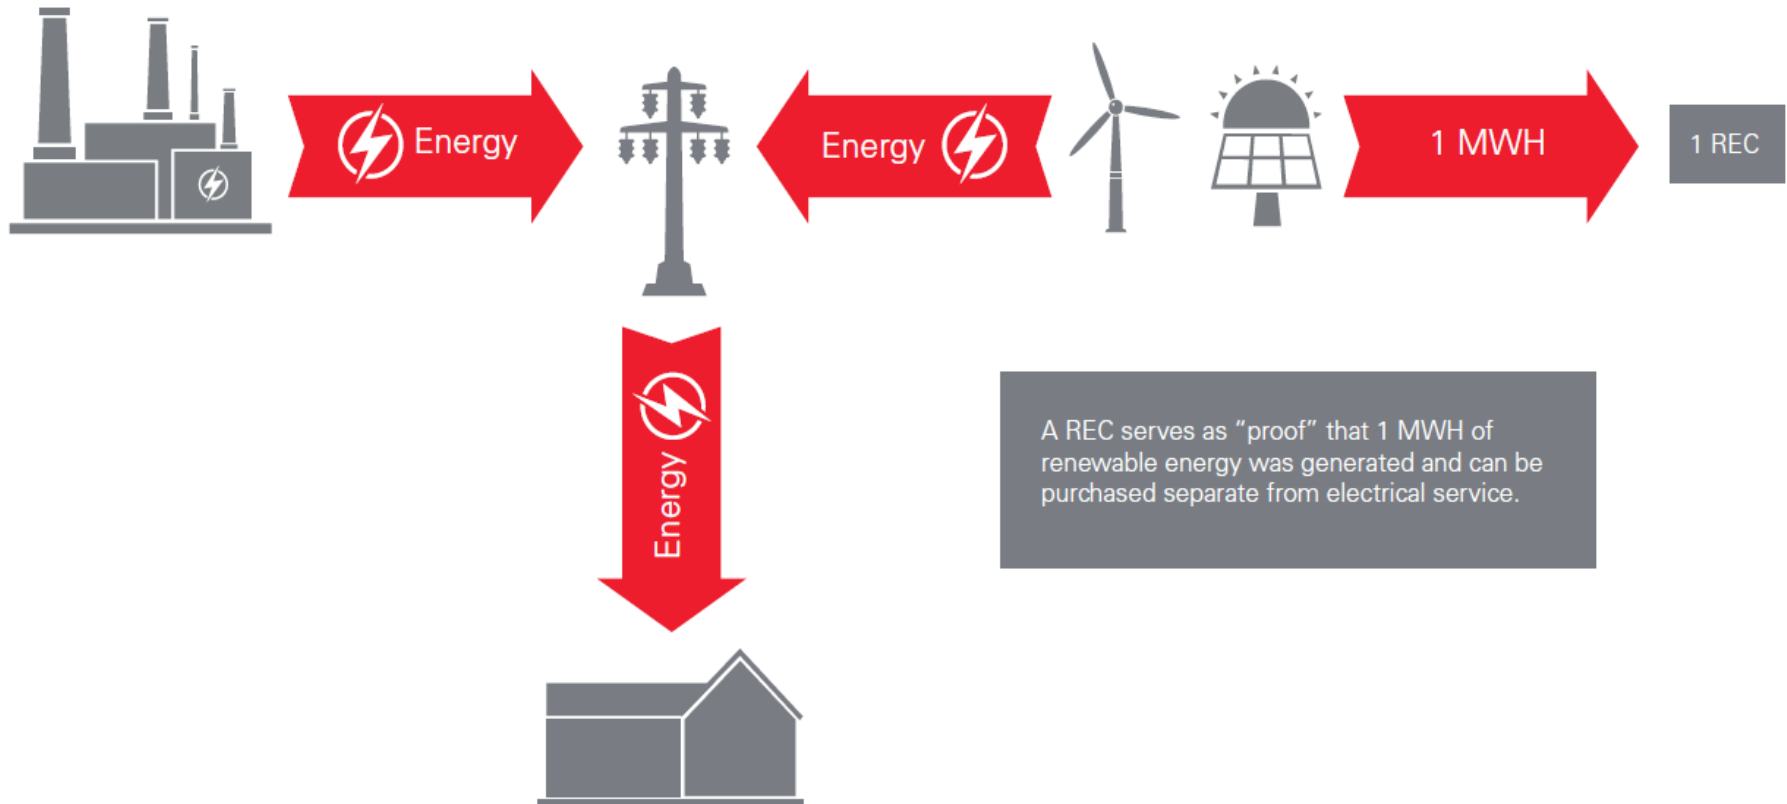 Energy
Energy
1 MWH
1 REC
Energy
A REC serves as “proof” that 1 MWH of
renewable energy was generated and can be
purchased separate from electrical service.